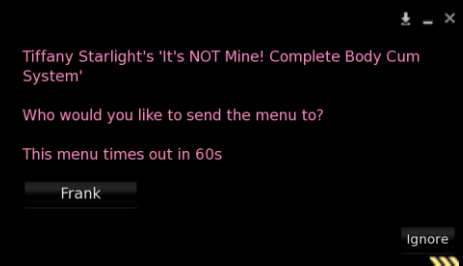 Tiffany Starlight's 'It's NOT Mine! Complete Body Cum
System'
Who would you like to send the menu to?
This menu times out in 60s
Frank
Ignore